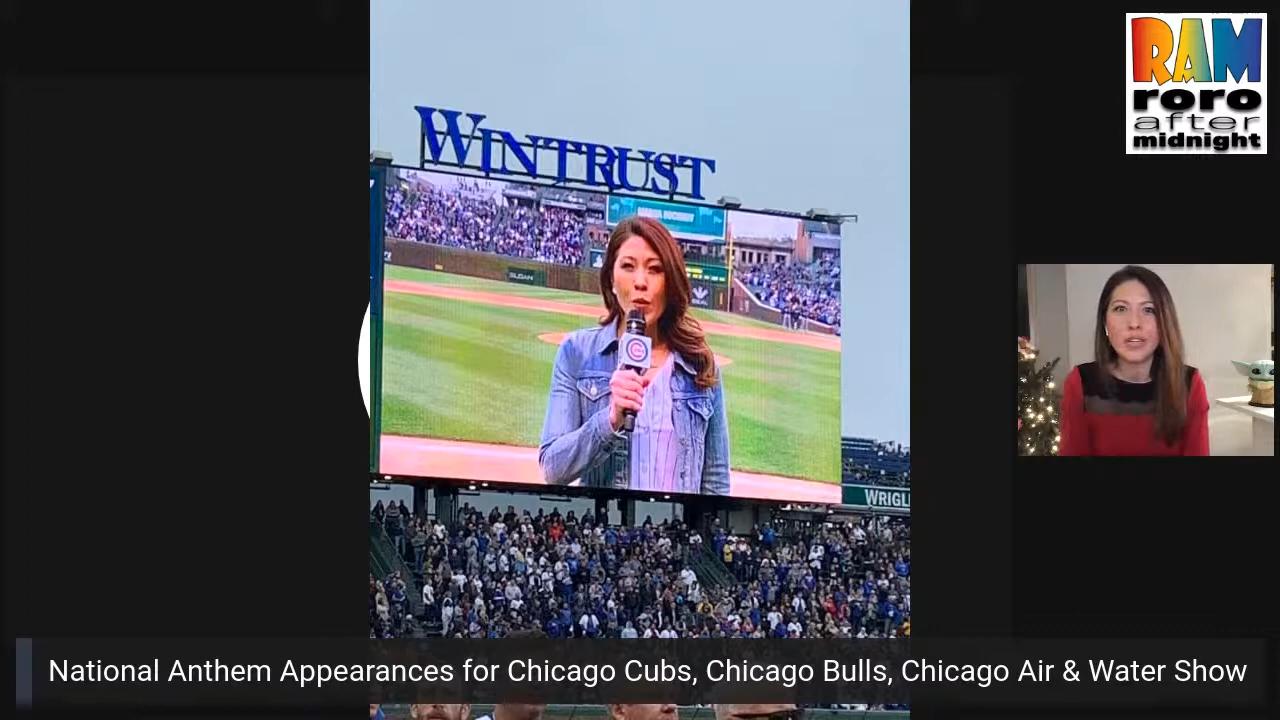 RAM
roro
after
midnight
WINTRUST
WRIGL
National Anthem Appearances for Chicago Cubs, Chicago Bulls, Chicago Air & Water Show